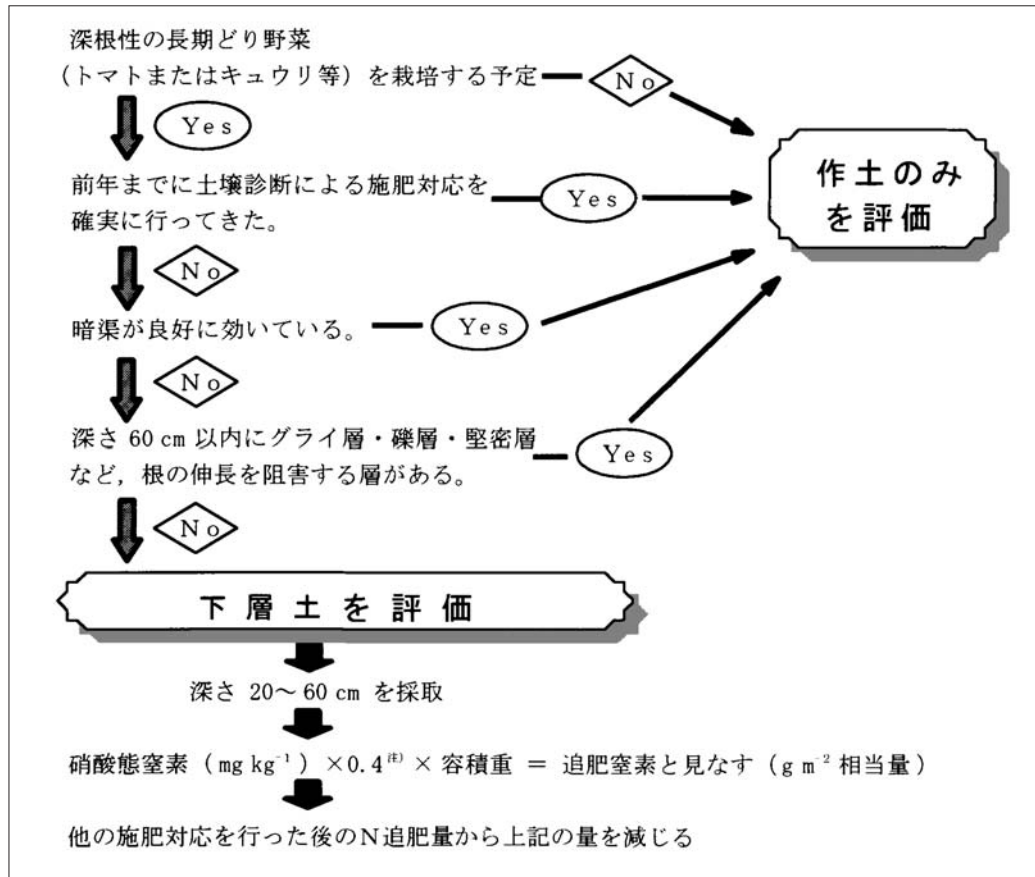 深根性の長期どり野菜
(トマトまたはキュウリ等)を栽培する予定
No
Yes
作土のみ
を評価
前年までに土壌診断による施肥対応を
確実に行ってきた。
Yes
No
暗渠が良好に効いている。
Yes
No
深さ 60 cm 以内にグライ層・礫層・堅密層
など，根の伸長を阻害する層がある。
Yes
No
下層土を評価
深さ 20～60 cm を採取
硝酸態窒素（mg kg⁻¹）×0.4注) × 容積重 ＝ 追肥窒素と見なす（g m⁻² 相当量）
他の施肥対応を行った後のN追肥量から上記の量を減じる